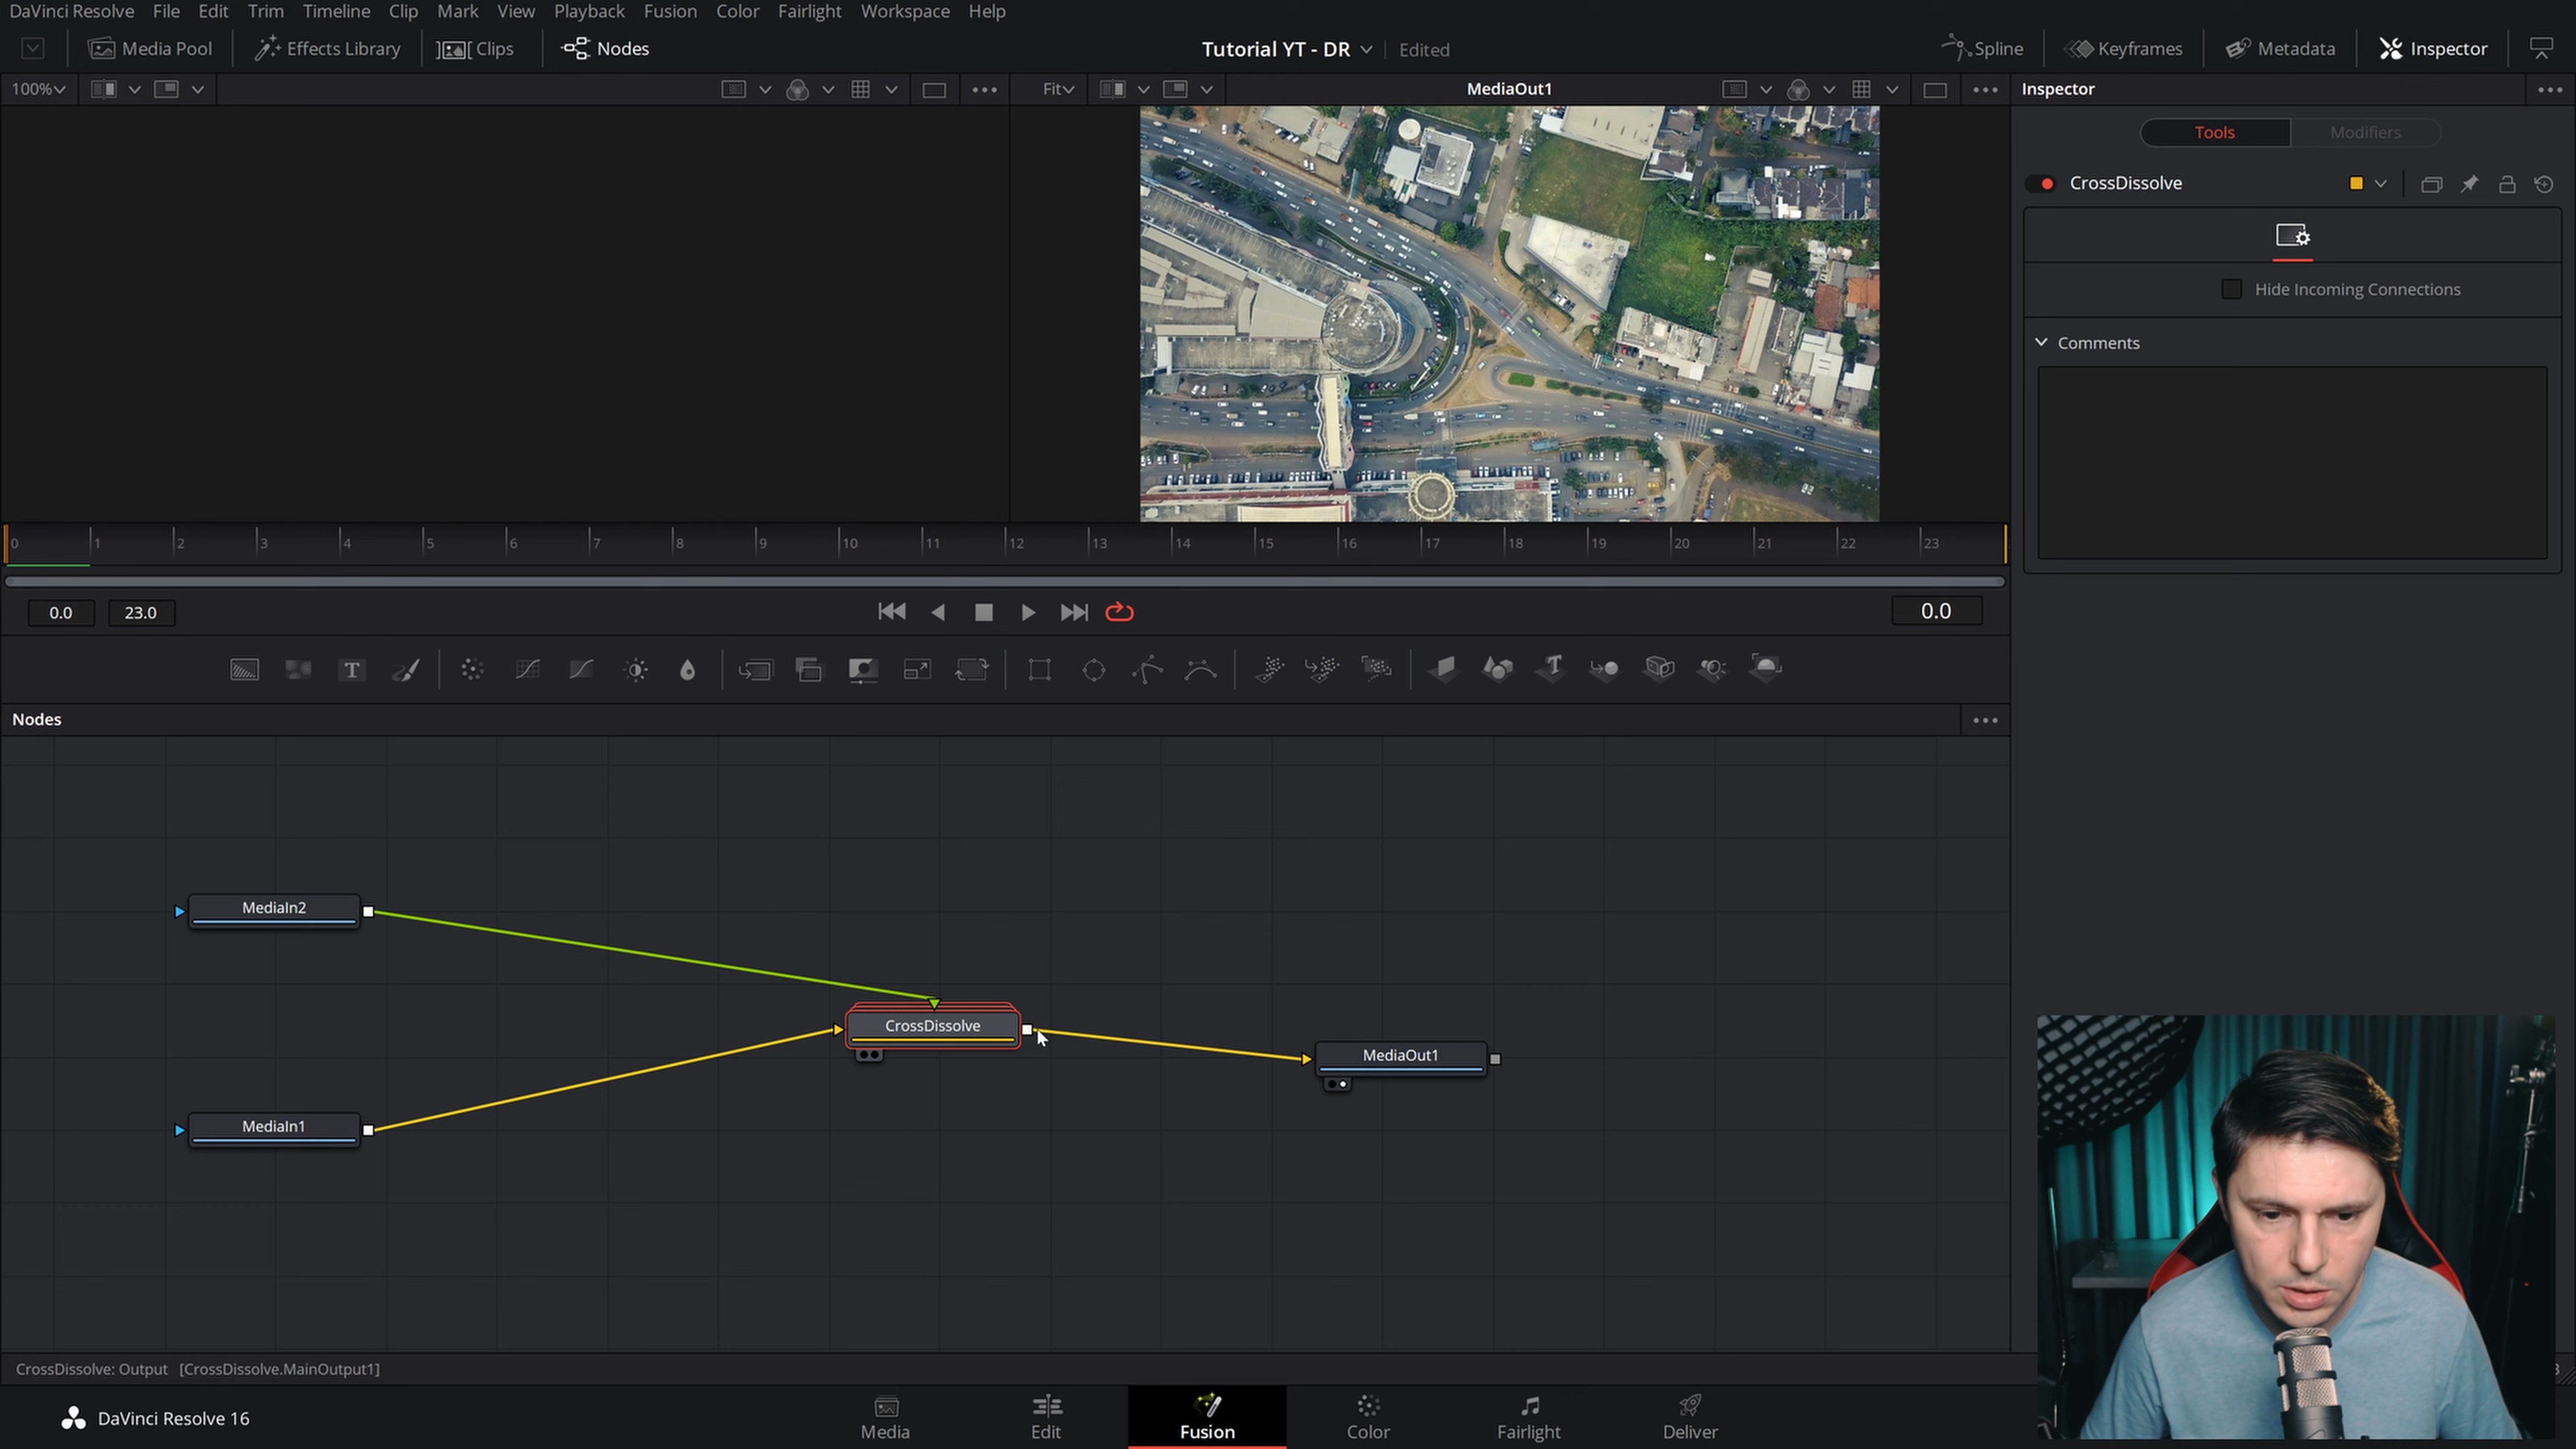 DaVinci Resolve File Edit Trim Timeline Clip Mark View Playback Fusion Color Fairlight Workspace Help
Media Pool Effects Library Clips Nodes Tutorial YT - DR Edited Spline Keyframes Metadata Inspector
100% Fit MediaOut1 Inspector
Tools Modifiers
CrossDissolve
Hide Incoming Connections
Comments
0 1 2 3 4 5 6 7 8 9 10 11 12 13 14 15 16 17 18 19 20 21 22 23
0.0 23.0 0.0
T
Nodes
MediaIn2
CrossDissolve
MediaOut1
MediaIn1
CrossDissolve: Output [CrossDissolve.MainOutput1]
DaVinci Resolve 16 Media Edit Fusion Color Fairlight Deliver